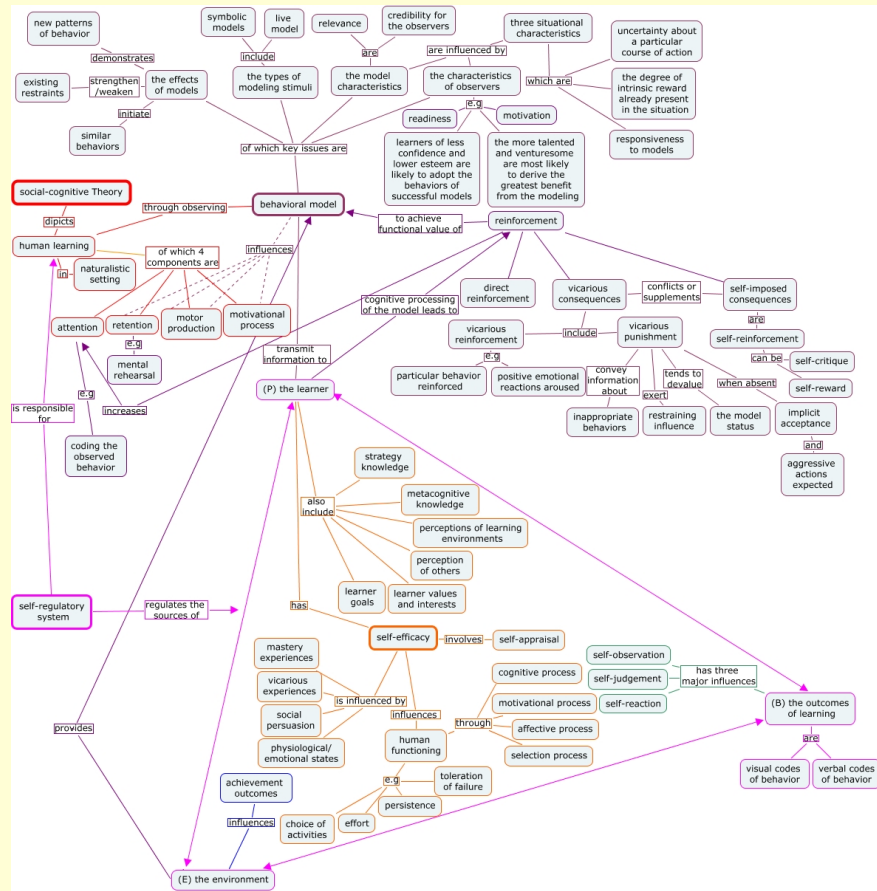 new patterns
of behavior
symbolic
models
live
model
relevance
credibility for
the observers
three situational
characteristics
uncertainty about
a particular
course of action
demonstrates
include
are
are influenced by
which are
existing
restraints
strengthen
/weaken
the effects
of models
the types of
modeling stimuli
the model
characteristics
the characteristics
of observers
the degree of
intrinsic reward
already present
in the situation
initiate
e.g
similar
behaviors
readiness
motivation
responsiveness
to models
of which key issues are
learners of less
confidence and
lower esteem are
likely to adopt the
behaviors of
successful models
the more talented
and venturesome
are most likely
to derive the
greatest benefit
from the modeling
social-cognitive Theory
through observing
behavioral model
dipicts
to achieve
functional value of
reinforcement
human learning
of which 4
components are
influences
in
naturalistic
setting
direct
reinforcement
vicarious
consequences
conflicts or
supplements
self-imposed
consequences
cognitive processing
of the model leads to
attention
retention
motor
production
motivational
process
vicarious
reinforcement
include
vicarious
punishment
are
self-reinforcement
e.g
mental
rehearsal
transmit
information to
e.g
convey
information
about
tends to
devalue
can be
self-critique
self-reward
particular behavior
reinforced
positive emotional
reactions aroused
exert
when absent
is responsible
for
e.g
increases
(P) the learner
inappropriate
behaviors
restraining
influence
the model
status
implicit
acceptance
coding the
observed
behavior
and
aggressive
actions
expected
strategy
knowledge
also
include
metacognitive
knowledge
perceptions of learning
environments
perception
of others
learner
goals
learner values
and interests
self-regulatory
system
regulates the
sources of
has
self-efficacy
involves
self-appraisal
mastery
experiences
vicarious
experiences
social
persuasion
physiological/
emotional states
is influenced by
influences
human
functioning
through
cognitive process
motivational process
affective process
selection process
self-observation
self-judgement
self-reaction
has three
major influences
(B) the outcomes
of learning
are
visual codes
of behavior
verbal codes
of behavior
provides
achievement
outcomes
influences
e.g
toleration
of failure
persistence
effort
choice of
activities
(E) the environment